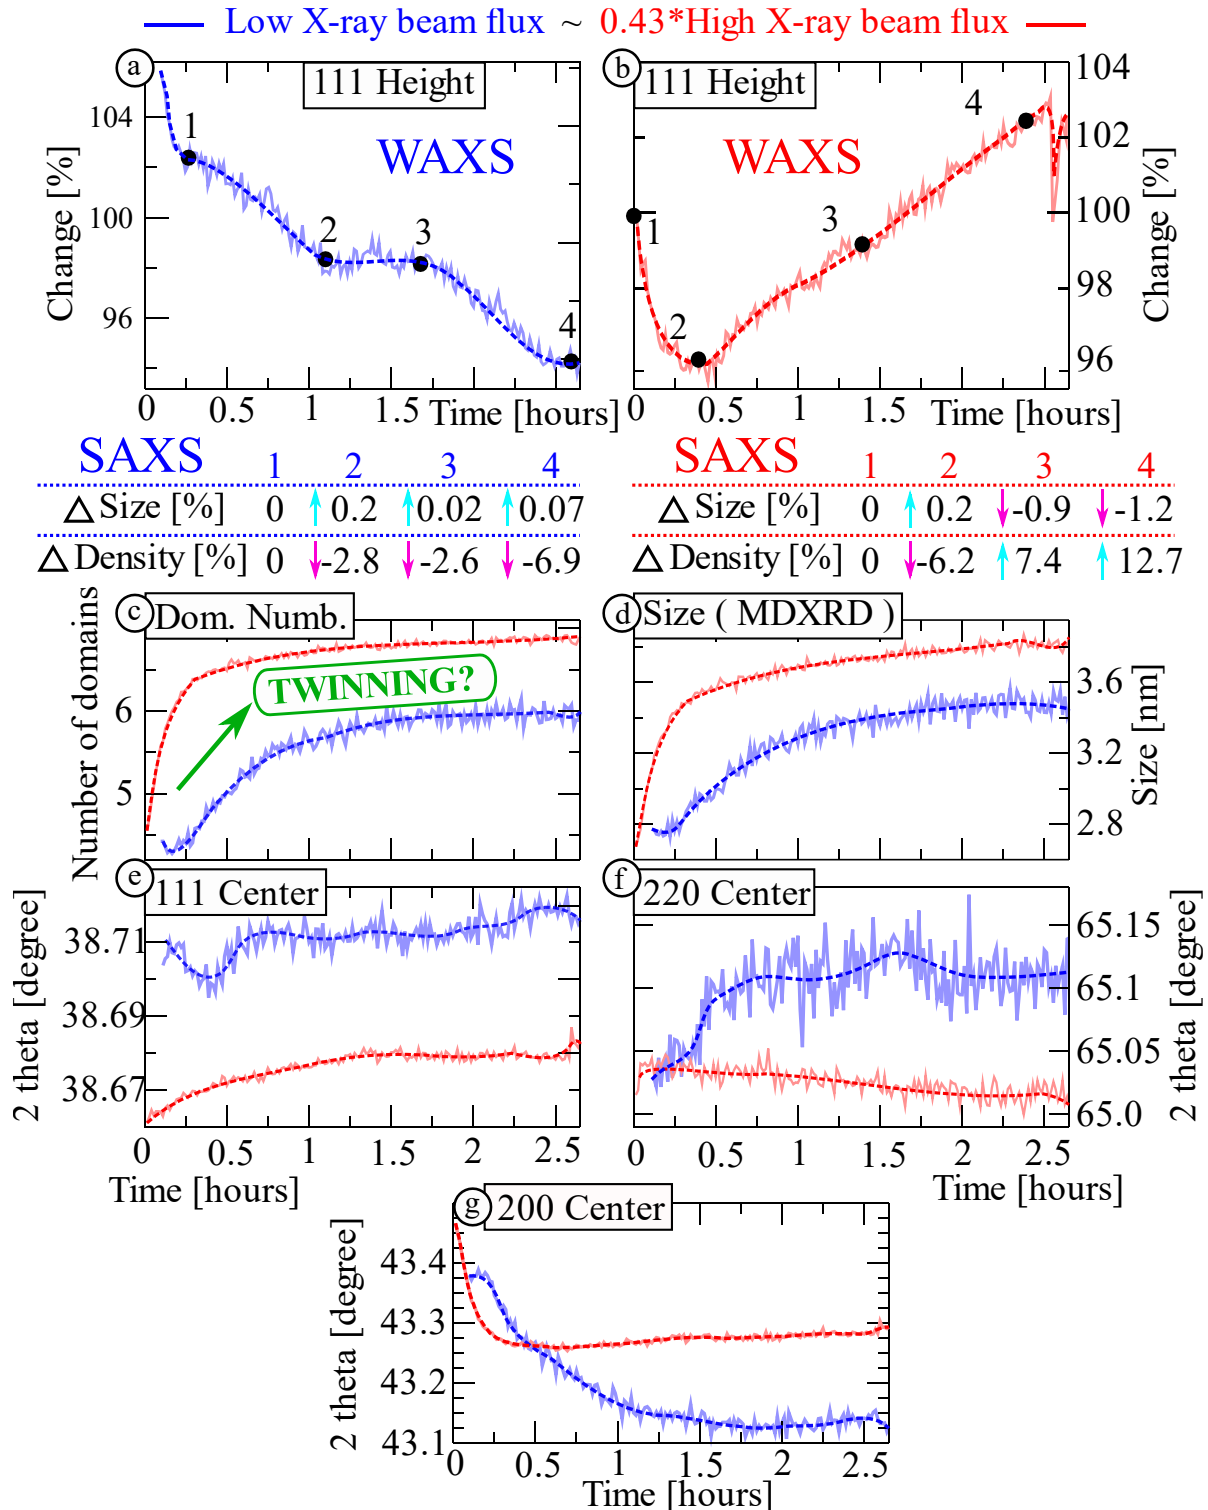 Low X-ray beam flux ~ 0.43*High X-ray beam flux
a 111 Height
WAXS
Change [%]
104
100
96
1
2
3
4
0 0.5 1 1.5 Time [hours]
b 111 Height
WAXS
Change [%]
104
102
100
98
96
1
2
3
4
0 0.5 1 1.5 Time [hours]
SAXS 1 2 3 4
△ Size [%] 0 ↑ 0.2 ↑ 0.02 ↑ 0.07
△ Density [%] 0 ↓ -2.8 ↓ -2.6 ↓ -6.9
SAXS 1 2 3 4
△ Size [%] 0 ↑ 0.2 ↓ -0.9 ↓ -1.2
△ Density [%] 0 ↓ -6.2 ↑ 7.4 ↑ 12.7
c Dom. Numb.
Number of domains
6
5
TWINNING?
d Size ( MDXRD )
Size [nm]
3.6
3.2
2.8
e 111 Center
2 theta [degree]
38.71
38.69
38.67
0 0.5 1 1.5 2 2.5
Time [hours]
f 220 Center
2 theta [degree]
65.15
65.1
65.05
65.0
0 0.5 1 1.5 2 2.5
Time [hours]
g 200 Center
2 theta [degree]
43.4
43.3
43.2
43.1
0 0.5 1 1.5 2 2.5
Time [hours]